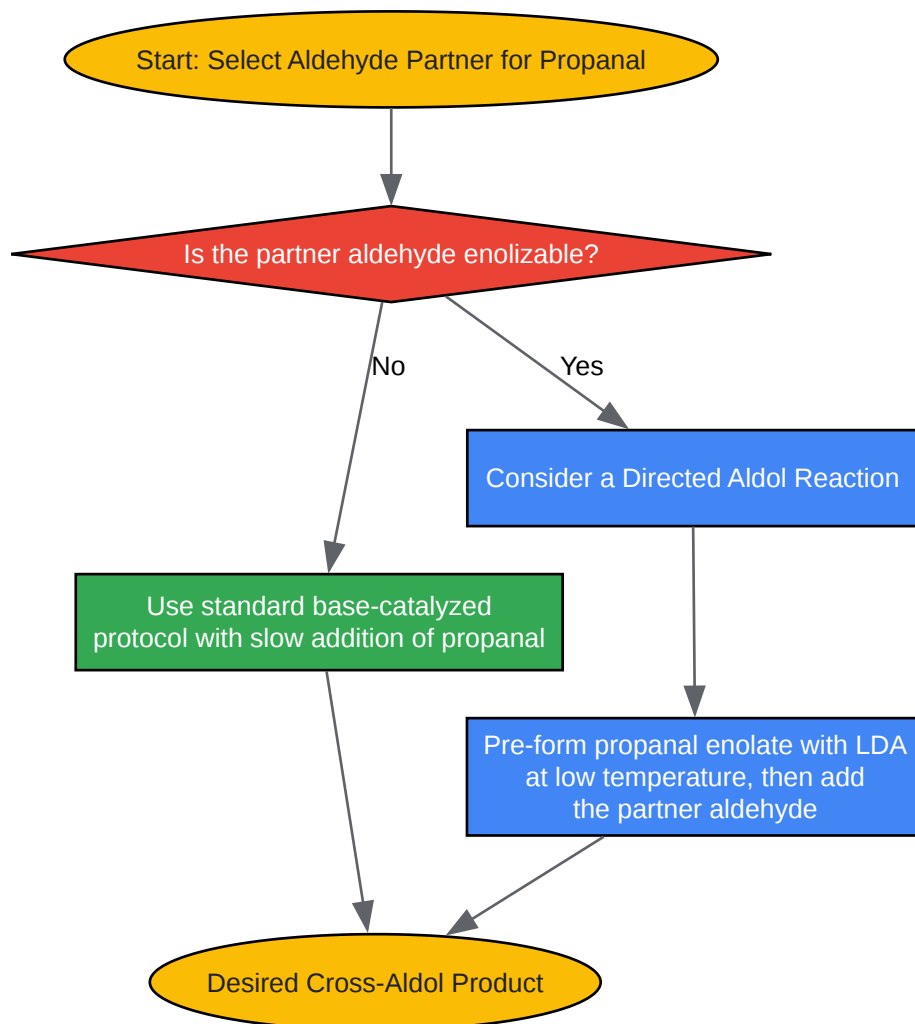 Start: Select Aldehyde Partner for Propanal
Is the partner aldehyde enolizable?
No
Yes
Consider a Directed Aldol Reaction
Use standard base-catalyzed
protocol with slow addition of propanal
Pre-form propanal enolate with LDA
at low temperature, then add
the partner aldehyde
Desired Cross-Aldol Product